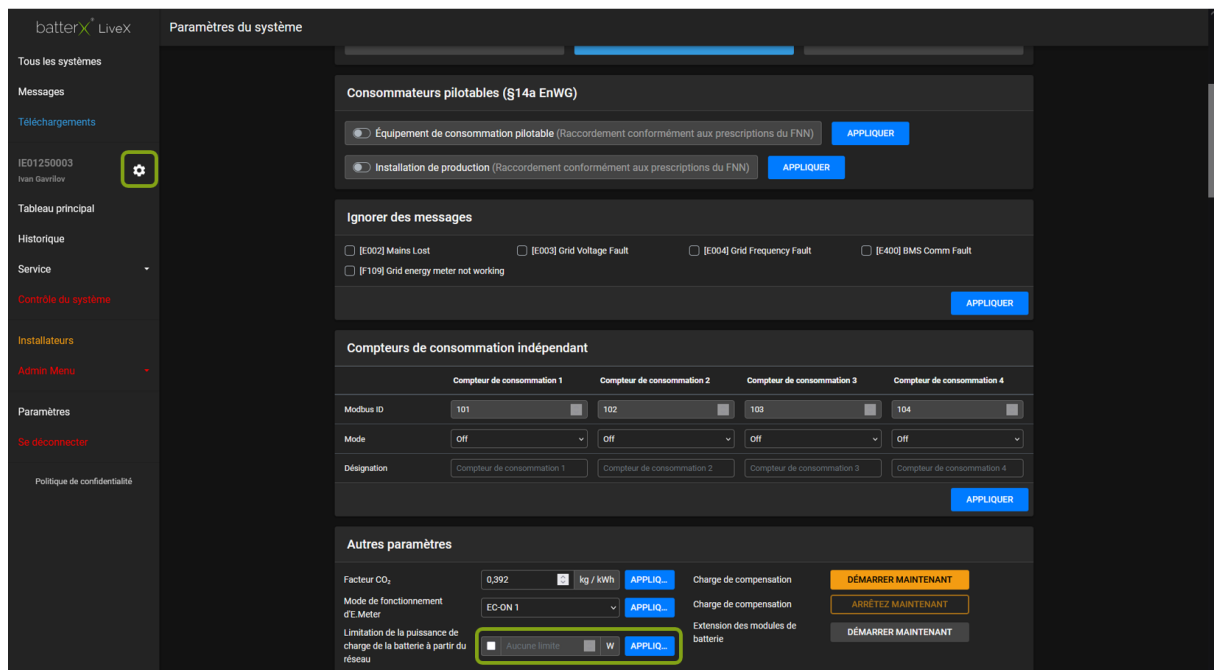 batterX LiveX
Paramètres du système
Tous les systèmes
Messages
Téléchargements
IE01250003
Ivan Gavrilov
Tableau principal
Historique
Service
Contrôle du système
Installateurs
Admin Menu
Paramètres
Se déconnecter
Politique de confidentialité
Consommateurs pilotables (§14a EnWG)
Équipement de consommation pilotable (Raccordement conformément aux prescriptions du FNN) APPLIQUER
Installation de production (Raccordement conformément aux prescriptions du FNN) APPLIQUER
Ignorer des messages
[E002] Mains Lost [E003] Grid Voltage Fault [E004] Grid Frequency Fault [E400] BMS Comm Fault
[F109] Grid energy meter not working
APPLIQUER
Compteurs de consommation indépendant
Compteur de consommation 1 Compteur de consommation 2 Compteur de consommation 3 Compteur de consommation 4
Modbus ID 101 102 103 104
Mode Off Off Off Off
Désignation Compteur de consommation 1 Compteur de consommation 2 Compteur de consommation 3 Compteur de consommation 4
APPLIQUER
Autres paramètres
Facteur CO₂ 0,392 kg / kWh APPLIQ...
Mode de fonctionnement
d'E.Meter
EC-ON 1 APPLIQ...
Limitation de la puissance de
charge de la batterie à partir du
réseau
Aucune limite W APPLIQ...
Charge de compensation DÉMARRER MAINTENANT
Charge de compensation ARRÊTEZ MAINTENANT
Extension des modules de
batterie
DÉMARRER MAINTENANT